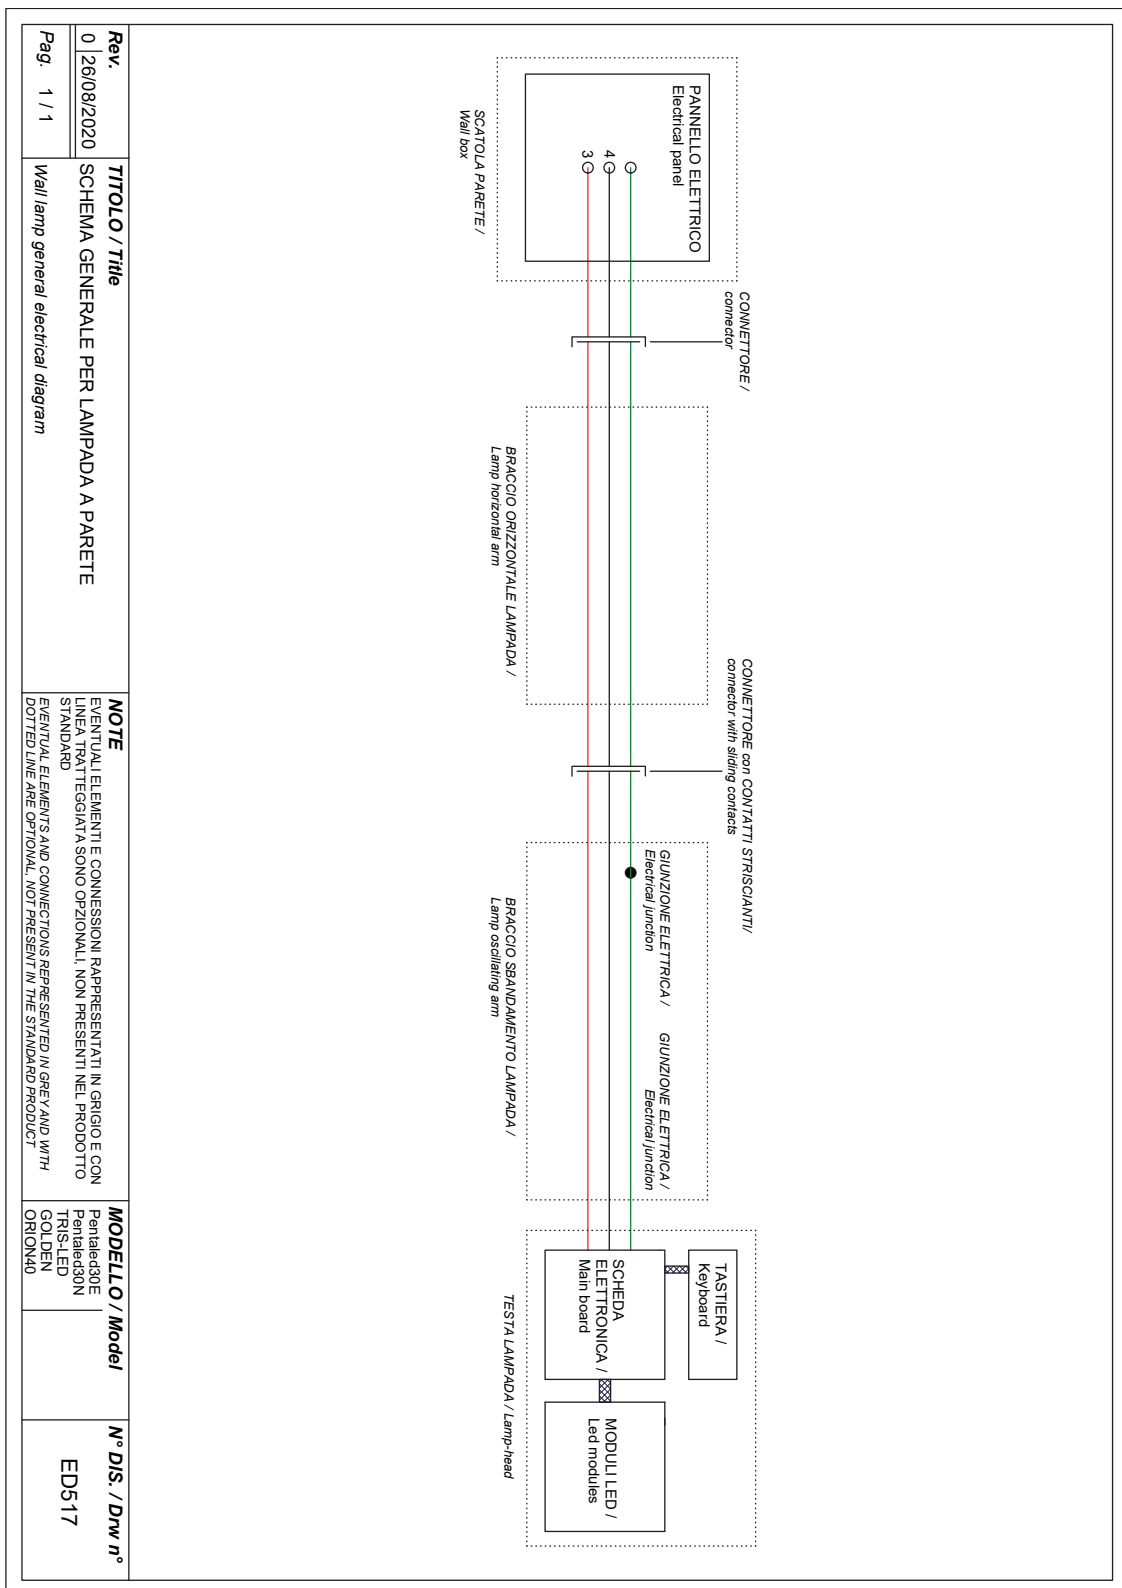 PANNELLO ELETTRICO
Electrical panel
4
3
SCATOLA PARETE /
Wall box
CONNETTORE /
connector
BRACCIO ORIZZONTALE LAMPADA /
Lamp horizontal arm
CONNETTORE con CONTATTI STRISCIANTI/
connector with sliding contacts
GIUNZIONE ELETTRICA /
Electrical junction
GIUNZIONE ELETTRICA /
Electrical junction
BRACCIO SBANDAMENTO LAMPADA /
Lamp oscillating arm
TASTIERA /
Keyboard
SCHEDA
ELETTRONICA /
Main board
MODULI LED /
Led modules
TESTA LAMPADA / Lamp-head
Rev.
0 26/08/2020
Pag. 1 / 1
TITOLO / Title
SCHEMA GENERALE PER LAMPADA A PARETE
Wall lamp general electrical diagram
NOTE
EVENTUALI ELEMENTI E CONNESSIONI RAPPRESENTATI IN GRIGIO E CON
LINEA TRATTEGGIATA SONO OPZIONALI, NON PRESENTI NEL PRODOTTO
STANDARD
EVENTUAL ELEMENTS AND CONNECTIONS REPRESENTED IN GREY AND WITH
DOTTED LINE ARE OPTIONAL, NOT PRESENT IN THE STANDARD PRODUCT
MODELLO / Model
Pentaled30E
Pentaled30N
TRIS-LED
GOLDEN
ORION40
N° DIS. / Drw n°
ED517